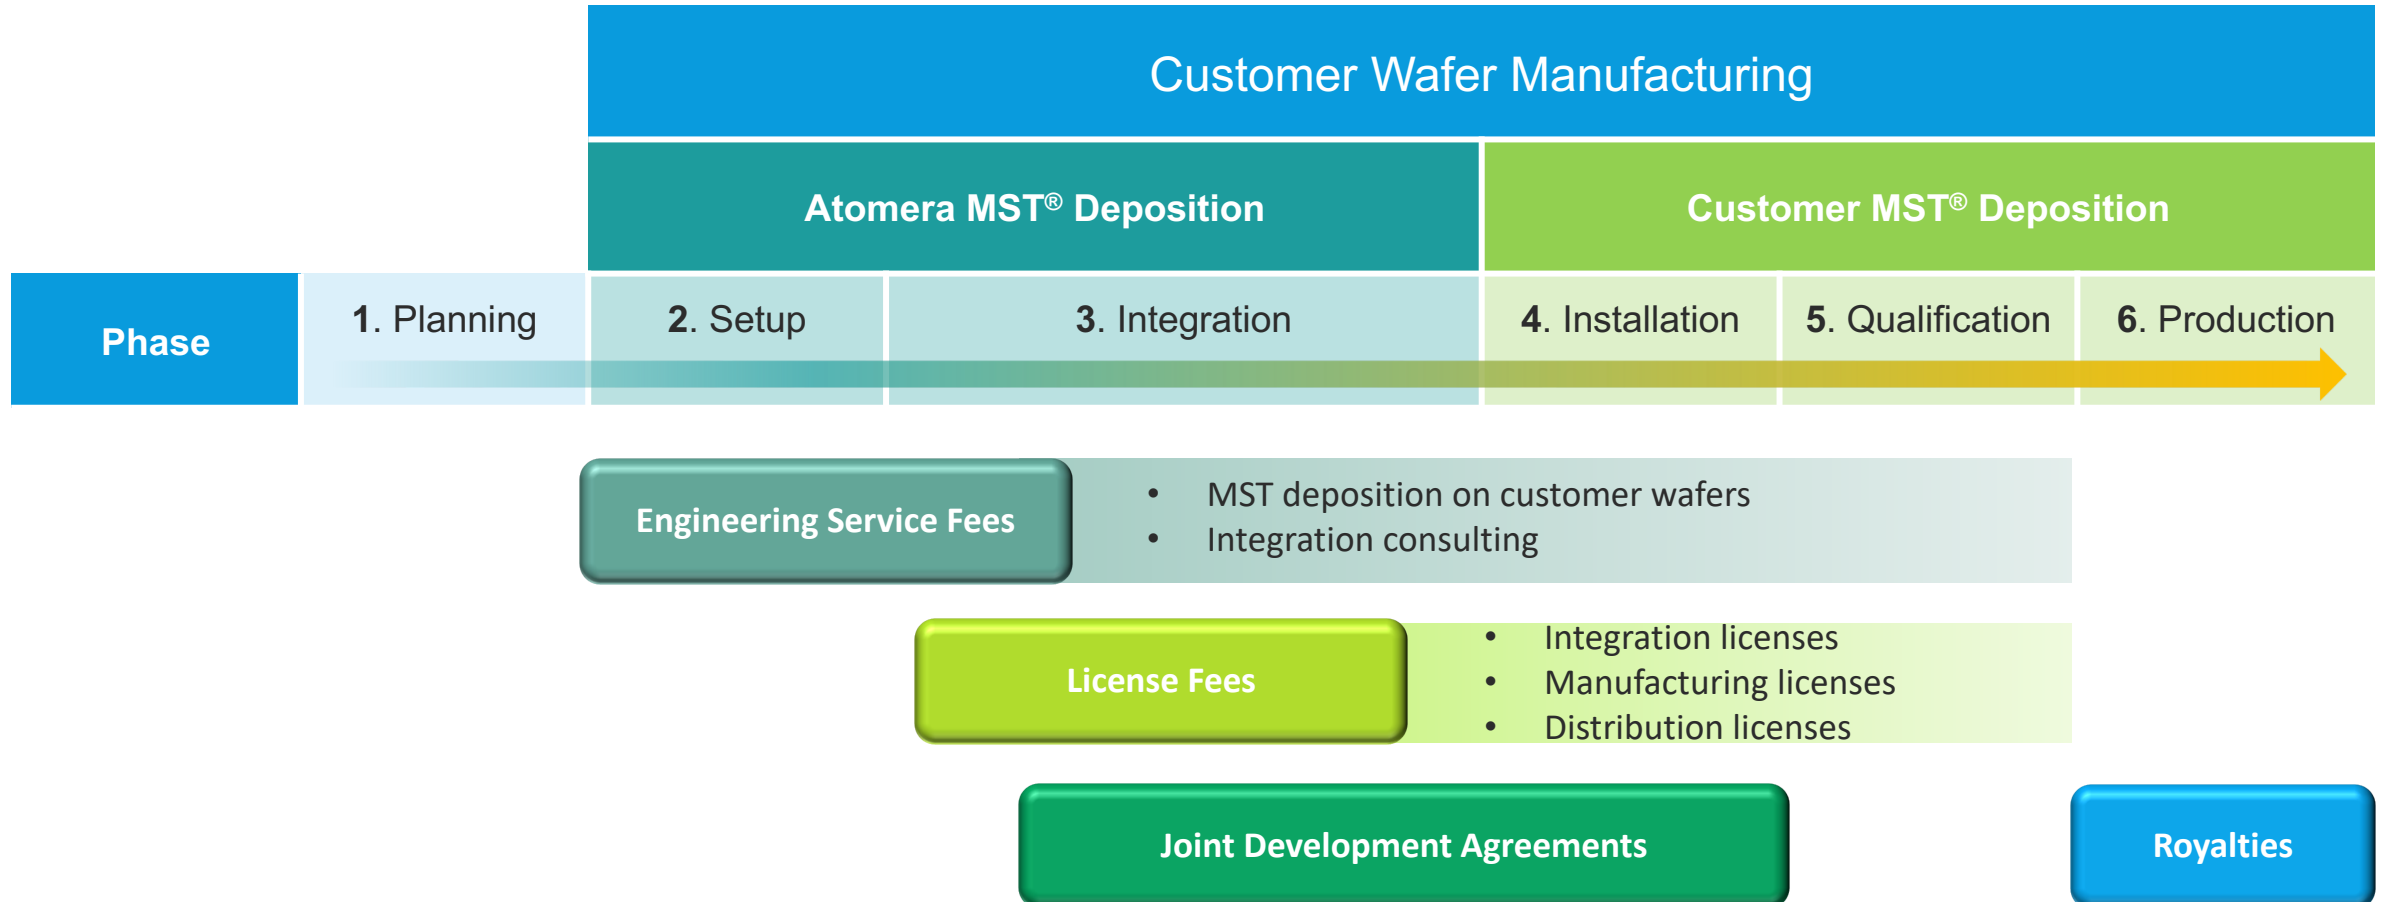 Customer Wafer Manufacturing
Atomera MST® Deposition
Customer MST® Deposition
Phase
1. Planning
2. Setup
3. Integration
4. Installation
5. Qualification
6. Production
Engineering Service Fees
• MST deposition on customer wafers
• Integration consulting
License Fees
• Integration licenses
• Manufacturing licenses
• Distribution licenses
Joint Development Agreements
Royalties